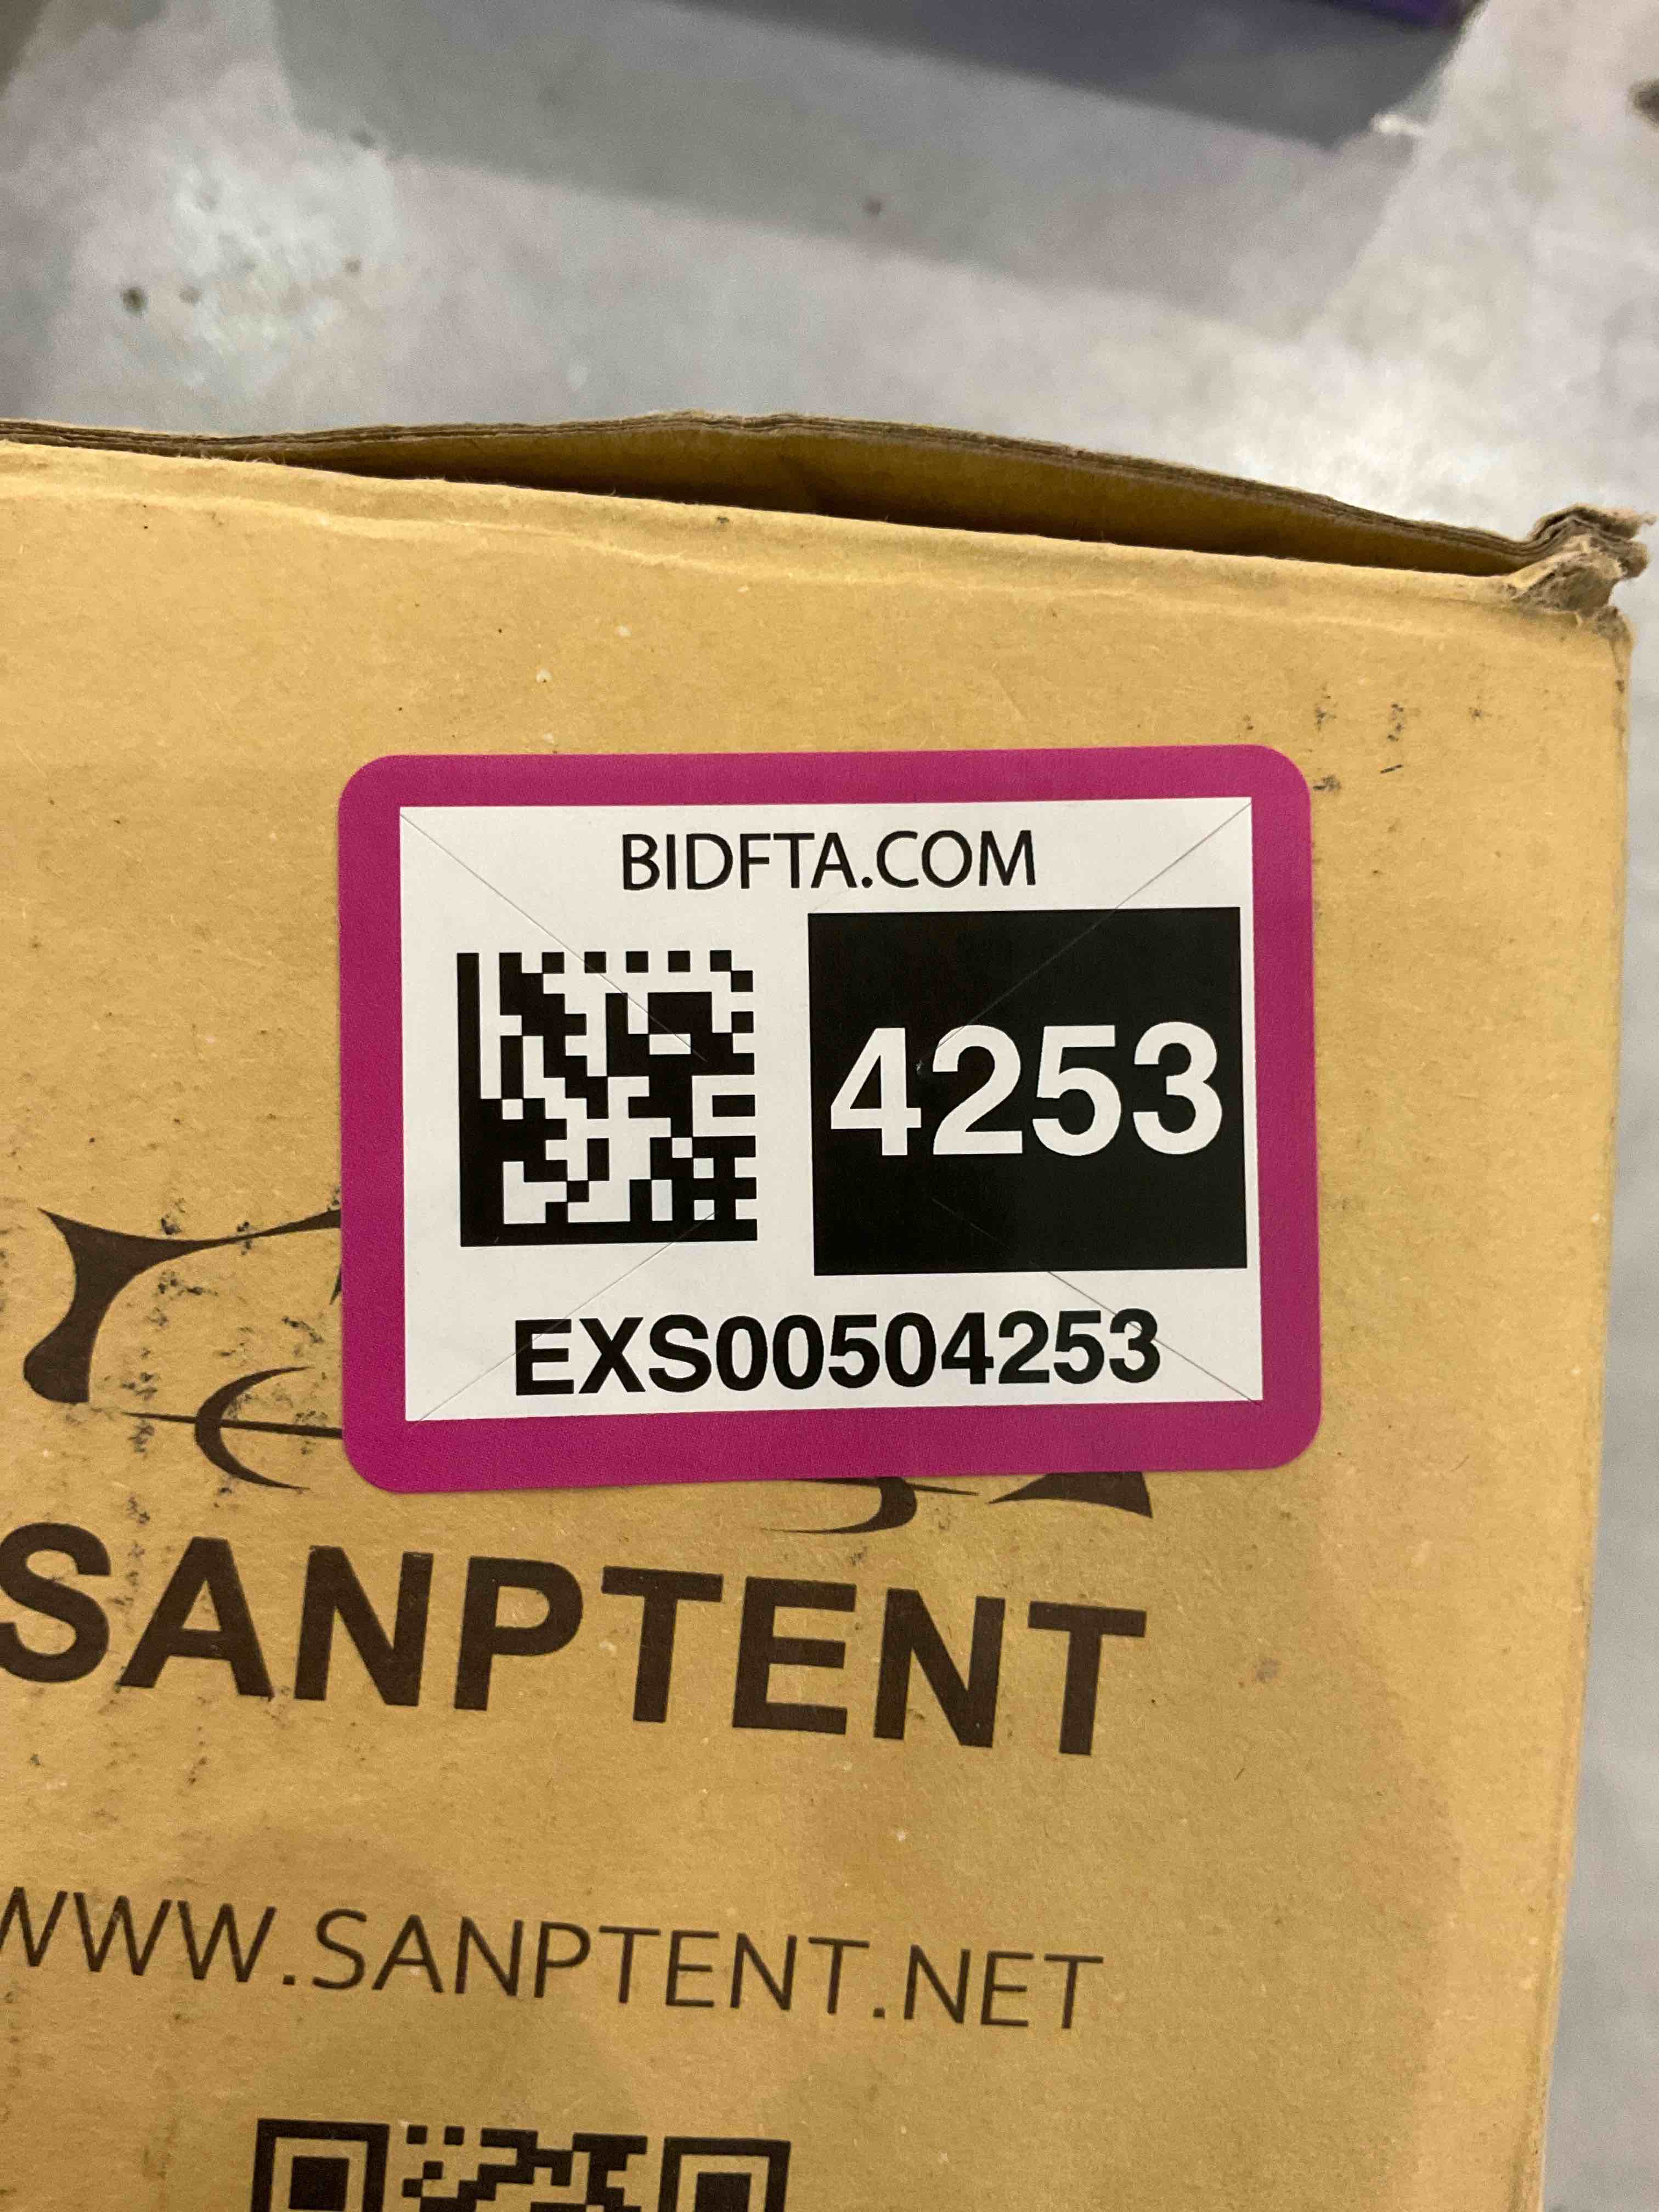 BIDFTA.COM
4253
EXS00504253
SANPTENT
WWW.SANPTENT.NET